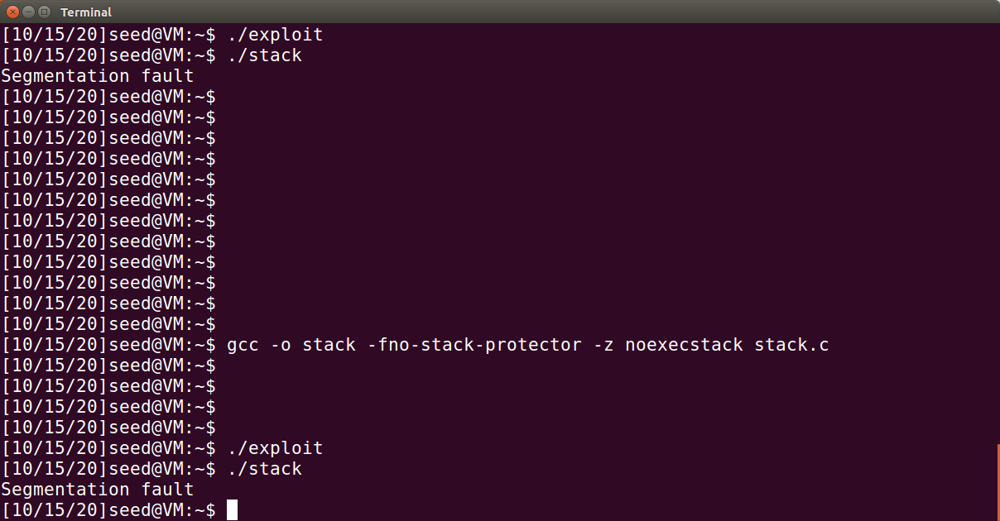 Terminal
[10/15/20]seed@VM:~$ ./exploit
[10/15/20]seed@VM:~$ ./stack
Segmentation fault
[10/15/20]seed@VM:~$
[10/15/20]seed@VM:~$
[10/15/20]seed@VM:~$
[10/15/20]seed@VM:~$
[10/15/20]seed@VM:~$
[10/15/20]seed@VM:~$
[10/15/20]seed@VM:~$
[10/15/20]seed@VM:~$
[10/15/20]seed@VM:~$
[10/15/20]seed@VM:~$
[10/15/20]seed@VM:~$
[10/15/20]seed@VM:~$
[10/15/20]seed@VM:~$ gcc -o stack -fno-stack-protector -z noexecstack stack.c
[10/15/20]seed@VM:~$
[10/15/20]seed@VM:~$
[10/15/20]seed@VM:~$
[10/15/20]seed@VM:~$
[10/15/20]seed@VM:~$ ./exploit
[10/15/20]seed@VM:~$ ./stack
Segmentation fault
[10/15/20]seed@VM:~$